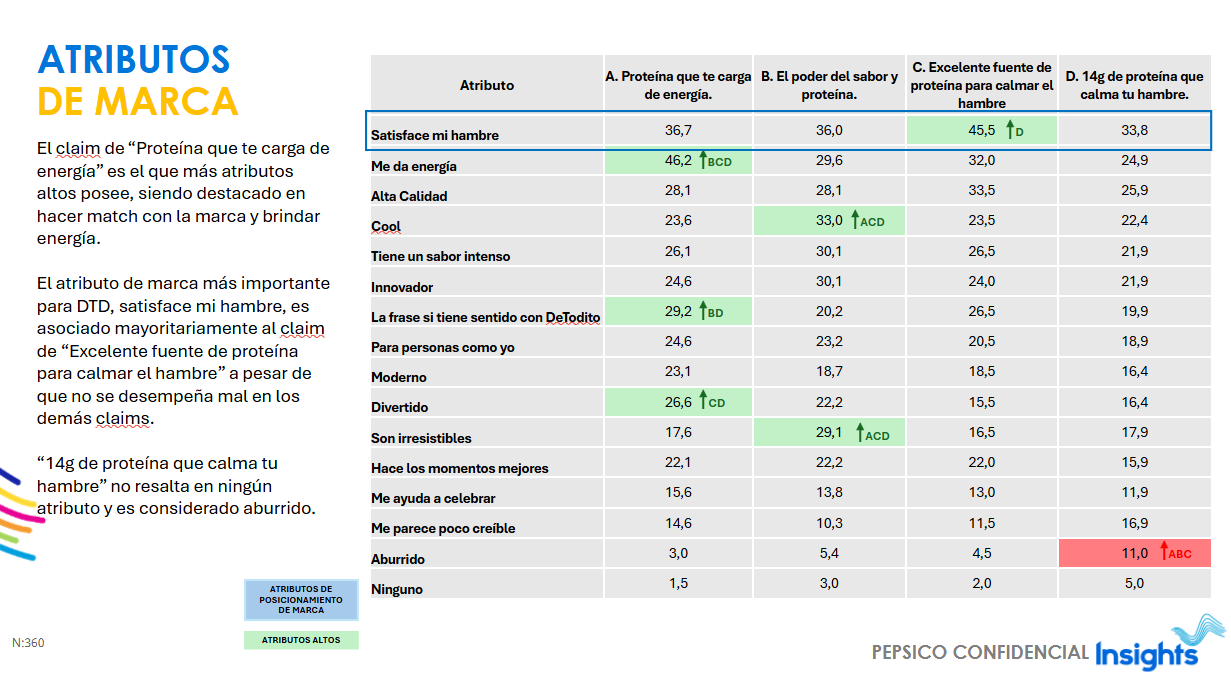 ATRIBUTOS
DE MARCA
El claim de “Proteína que te carga de
energía” es el que más atributos
altos posee, siendo destacado en
hacer match con la marca y brindar
energía.
El atributo de marca más importante
para DTD, satisface mi hambre, es
asociado mayoritariamente al claim
de “Excelente fuente de proteína
para calmar el hambre” a pesar de
que no se desempeña mal en los
demás claims.
“14g de proteína que calma tu
hambre” no resalta en ningún
atributo y es considerado aburrido.
Atributo
A. Proteína que te carga
de energía.
B. El poder del sabor y
proteína.
C. Excelente fuente de
proteína para calmar el
hambre
D. 14g de proteína que
calma tu hambre.
Satisface mi hambre 36,7 36,0 45,5 ↑D 33,8
Me da energía 46,2 ↑BCD 29,6 32,0 24,9
Alta Calidad 28,1 28,1 33,5 25,9
Cool 23,6 33,0 ↑ACD 23,5 22,4
Tiene un sabor intenso 26,1 30,1 26,5 21,9
Innovador 24,6 30,1 24,0 21,9
La frase si tiene sentido con DeTodito 29,2 ↑BD 20,2 26,5 19,9
Para personas como yo 24,6 23,2 20,5 18,9
Moderno 23,1 18,7 18,5 16,4
Divertido 26,6 ↑CD 22,2 15,5 16,4
Son irresistibles 17,6 29,1 ↑ACD 16,5 17,9
Hace los momentos mejores 22,1 22,2 22,0 15,9
Me ayuda a celebrar 15,6 13,8 13,0 11,9
Me parece poco creíble 14,6 10,3 11,5 16,9
Aburrido 3,0 5,4 4,5 11,0 ↑ABC
Ninguno 1,5 3,0 2,0 5,0
ATRIBUTOS DE
POSICIONAMIENTO
DE MARCA
ATRIBUTOS ALTOS
N:360
PEPSICO CONFIDENCIAL Insights